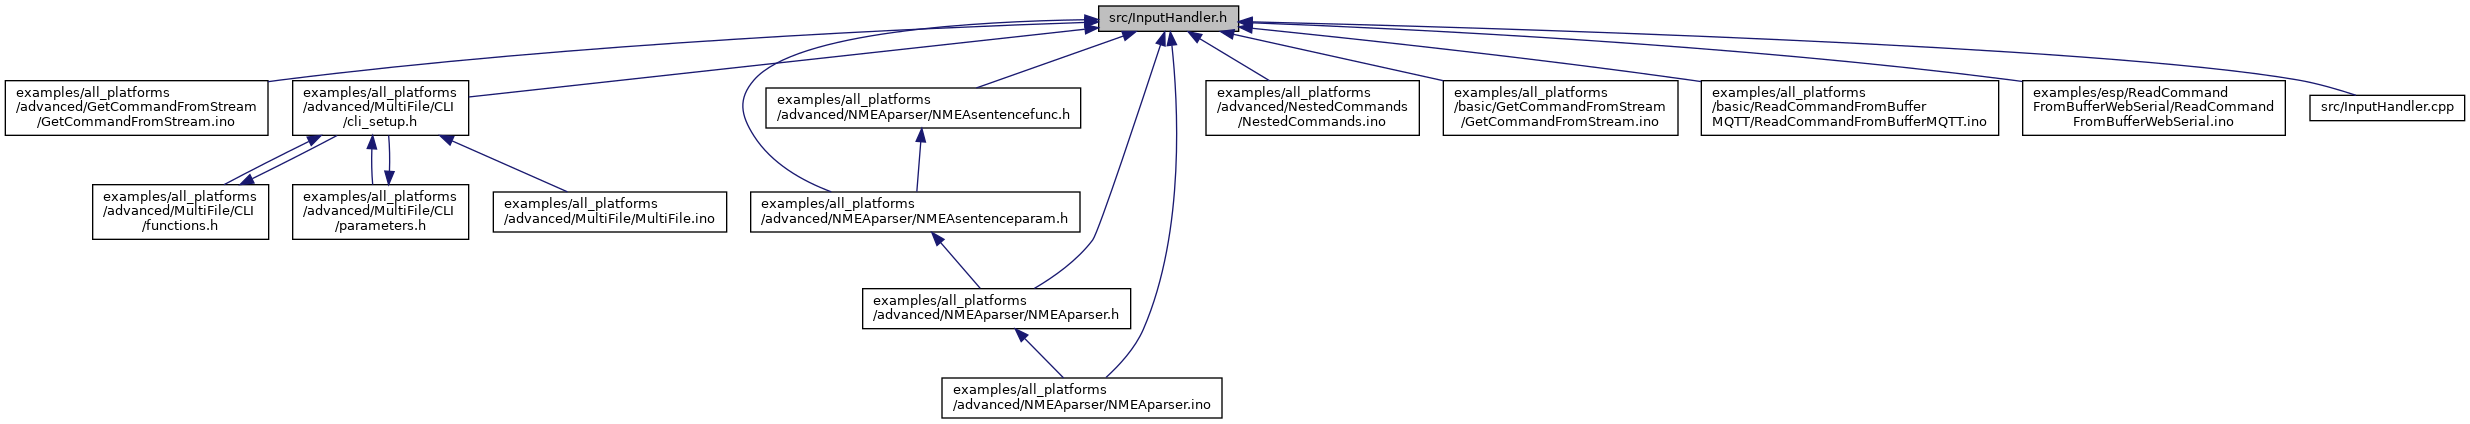 src/InputHandler.h
examples/all_platforms
/advanced/GetCommandFromStream
/GetCommandFromStream.ino
examples/all_platforms
/advanced/MultiFile/CLI
/cli_setup.h
examples/all_platforms
/advanced/NMEAparser/NMEAsentencefunc.h
examples/all_platforms
/advanced/NestedCommands
/NestedCommands.ino
examples/all_platforms
/basic/GetCommandFromStream
/GetCommandFromStream.ino
examples/all_platforms
/basic/ReadCommandFromBuffer
MQTT/ReadCommandFromBufferMQTT.ino
examples/esp/ReadCommand
FromBufferWebSerial/ReadCommand
FromBufferWebSerial.ino
src/InputHandler.cpp
examples/all_platforms
/advanced/MultiFile/CLI
/functions.h
examples/all_platforms
/advanced/MultiFile/CLI
/parameters.h
examples/all_platforms
/advanced/MultiFile/MultiFile.ino
examples/all_platforms
/advanced/NMEAparser/NMEAsentenceparam.h
examples/all_platforms
/advanced/NMEAparser/NMEAparser.h
examples/all_platforms
/advanced/NMEAparser/NMEAparser.ino